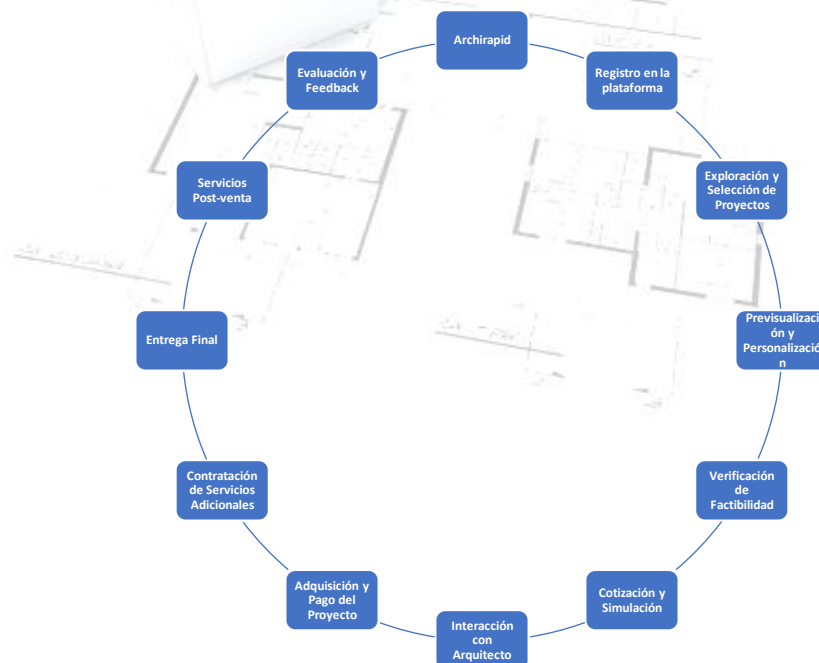 Archirapid
Registro en la
plataforma
Exploración y
Selección de
Proyectos
Previsualizaci
ón y
Personalizació
n
Verificación
de
Factibilidad
Cotización y
Simulación
Interacción
con
Arquitecto
Adquisición y
Pago del
Proyecto
Contratación
de Servicios
Adicionales
Entrega Final
Servicios
Post-venta
Evaluación y
Feedback